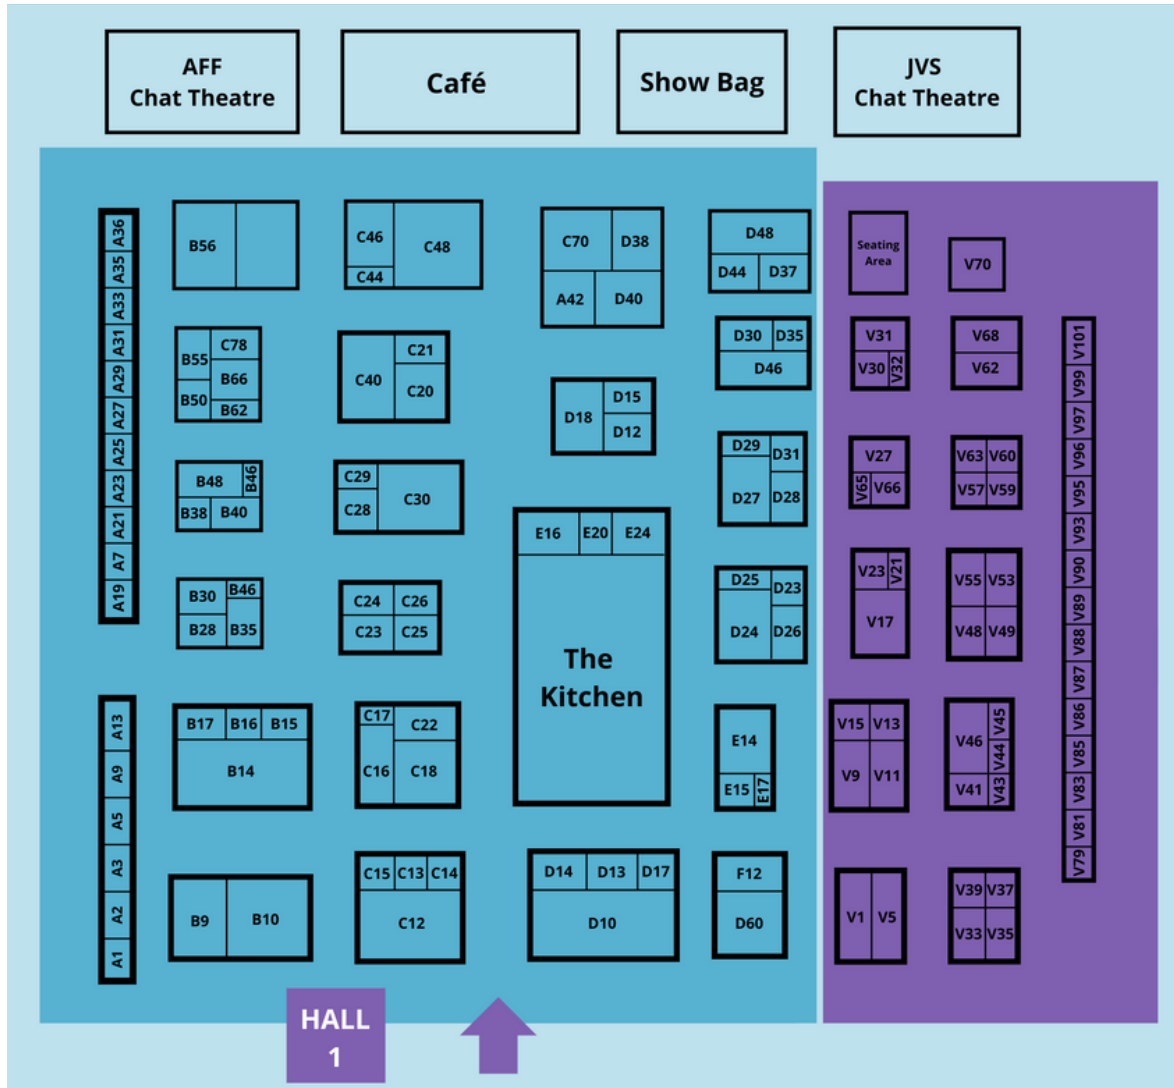 AFF
Chat Theatre
Café
Show Bag
JVS
Chat Theatre
A36
A35
A33
A31
A29
A27
A25
A23
A21
A7
A19
A13
A9
A5
A3
A2
A1
B56
B55
C78
B66
B50
B62
B48
B46
B38
B40
B30
B46
B28
B35
B17
B16
B15
B14
B9
B10
C46
C48
C44
C40
C21
C20
C29
C30
C28
C24
C26
C23
C25
C17
C22
C16
C18
C15
C13
C14
C12
C70
D38
A42
D40
D18
D15
D12
E16
E20
E24
The
Kitchen
D14
D13
D17
D10
D48
D44
D37
D30
D35
D46
D29
D31
D27
D28
D25
D23
D24
D26
E14
E15
E17
F12
D60
Seating
Area
V70
V31
V30
V32
V68
V62
V27
V65
V66
V63
V60
V57
V59
V23
V21
V17
V55
V53
V48
V49
V15
V13
V9
V11
V46
V45
V44
V41
V43
V1
V5
V39
V37
V33
V35
V101
V99
V97
V96
V95
V93
V90
V89
V88
V87
V86
V85
V83
V81
V79
HALL
1